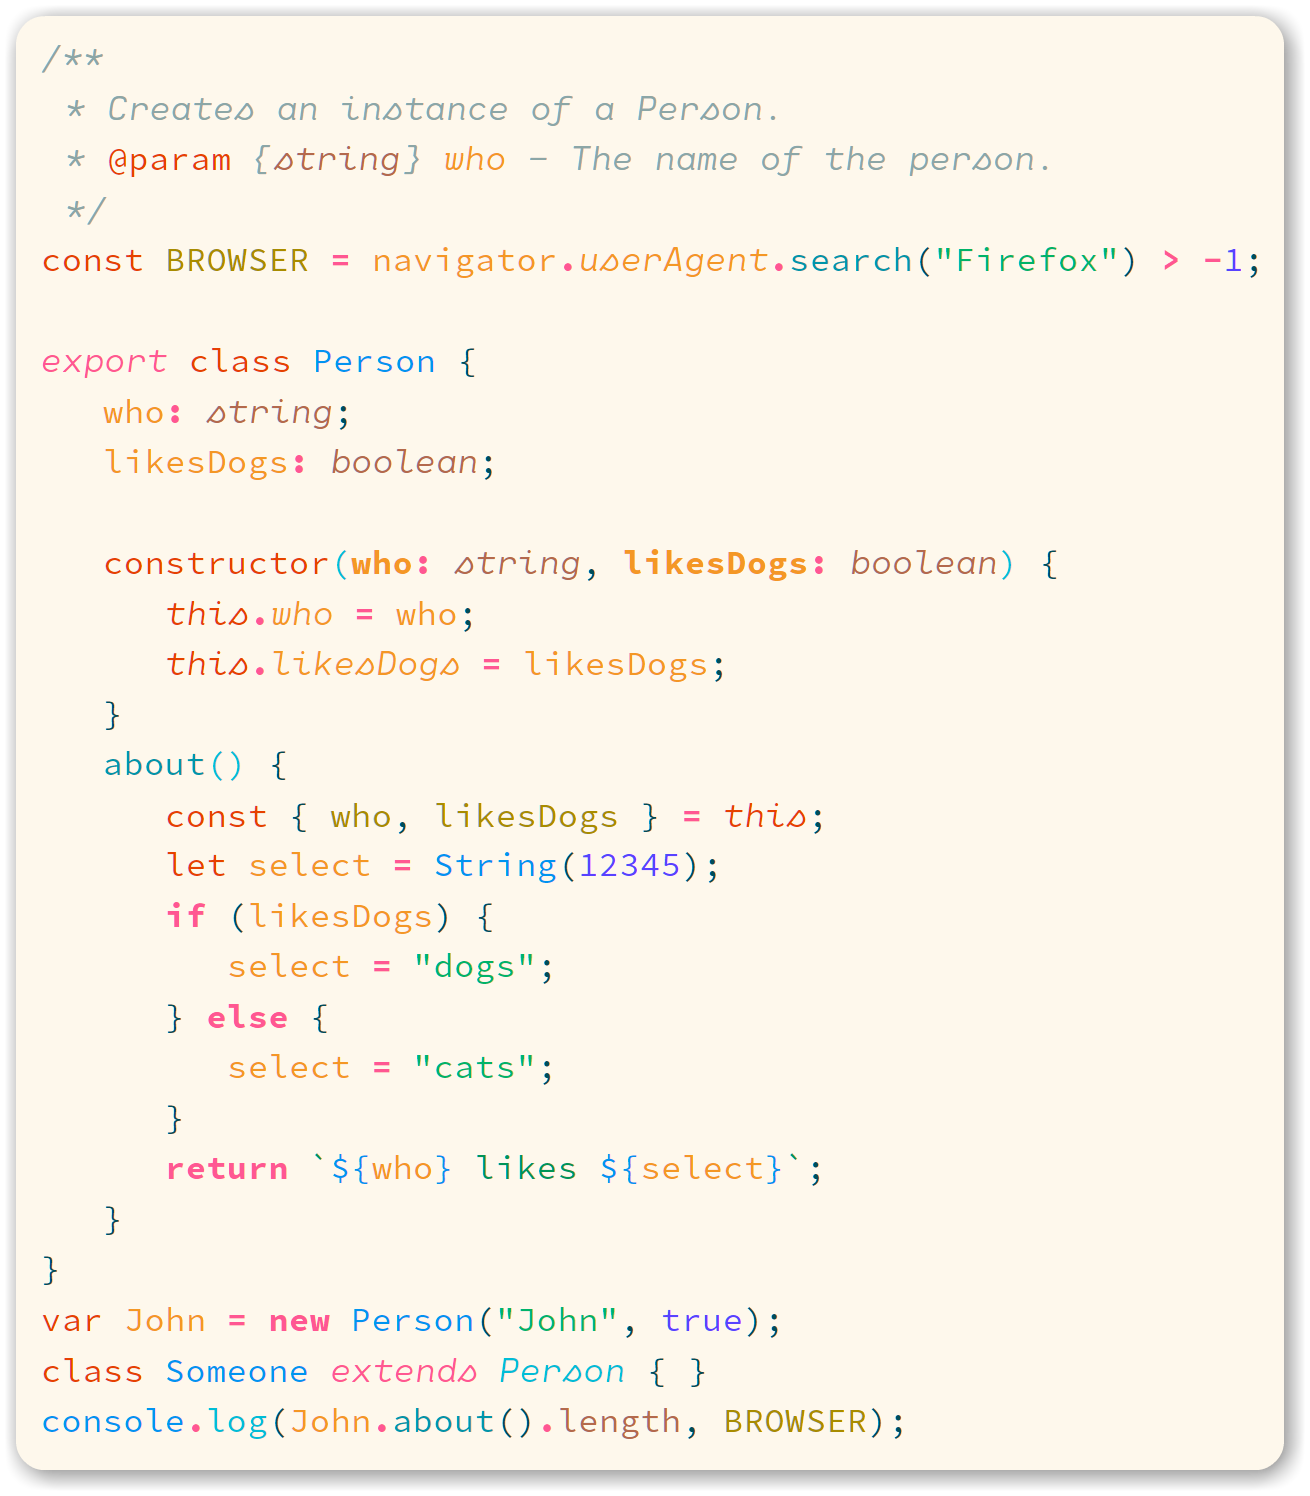 /**
 * Creates an instance of a Person.
 * @param {string} who - The name of the person.
 */
const BROWSER = navigator.userAgent.search("Firefox") > -1;

export class Person {
   who: string;
   likesDogs: boolean;

   constructor(who: string, likesDogs: boolean) {
      this.who = who;
      this.likesDogs = likesDogs;
   }
   about() {
      const { who, likesDogs } = this;
      let select = String(12345);
      if (likesDogs) {
         select = "dogs";
      } else {
         select = "cats";
      }
      return `${who} likes ${select}`;
   }
}
var John = new Person("John", true);
class Someone extends Person { }
console.log(John.about().length, BROWSER);